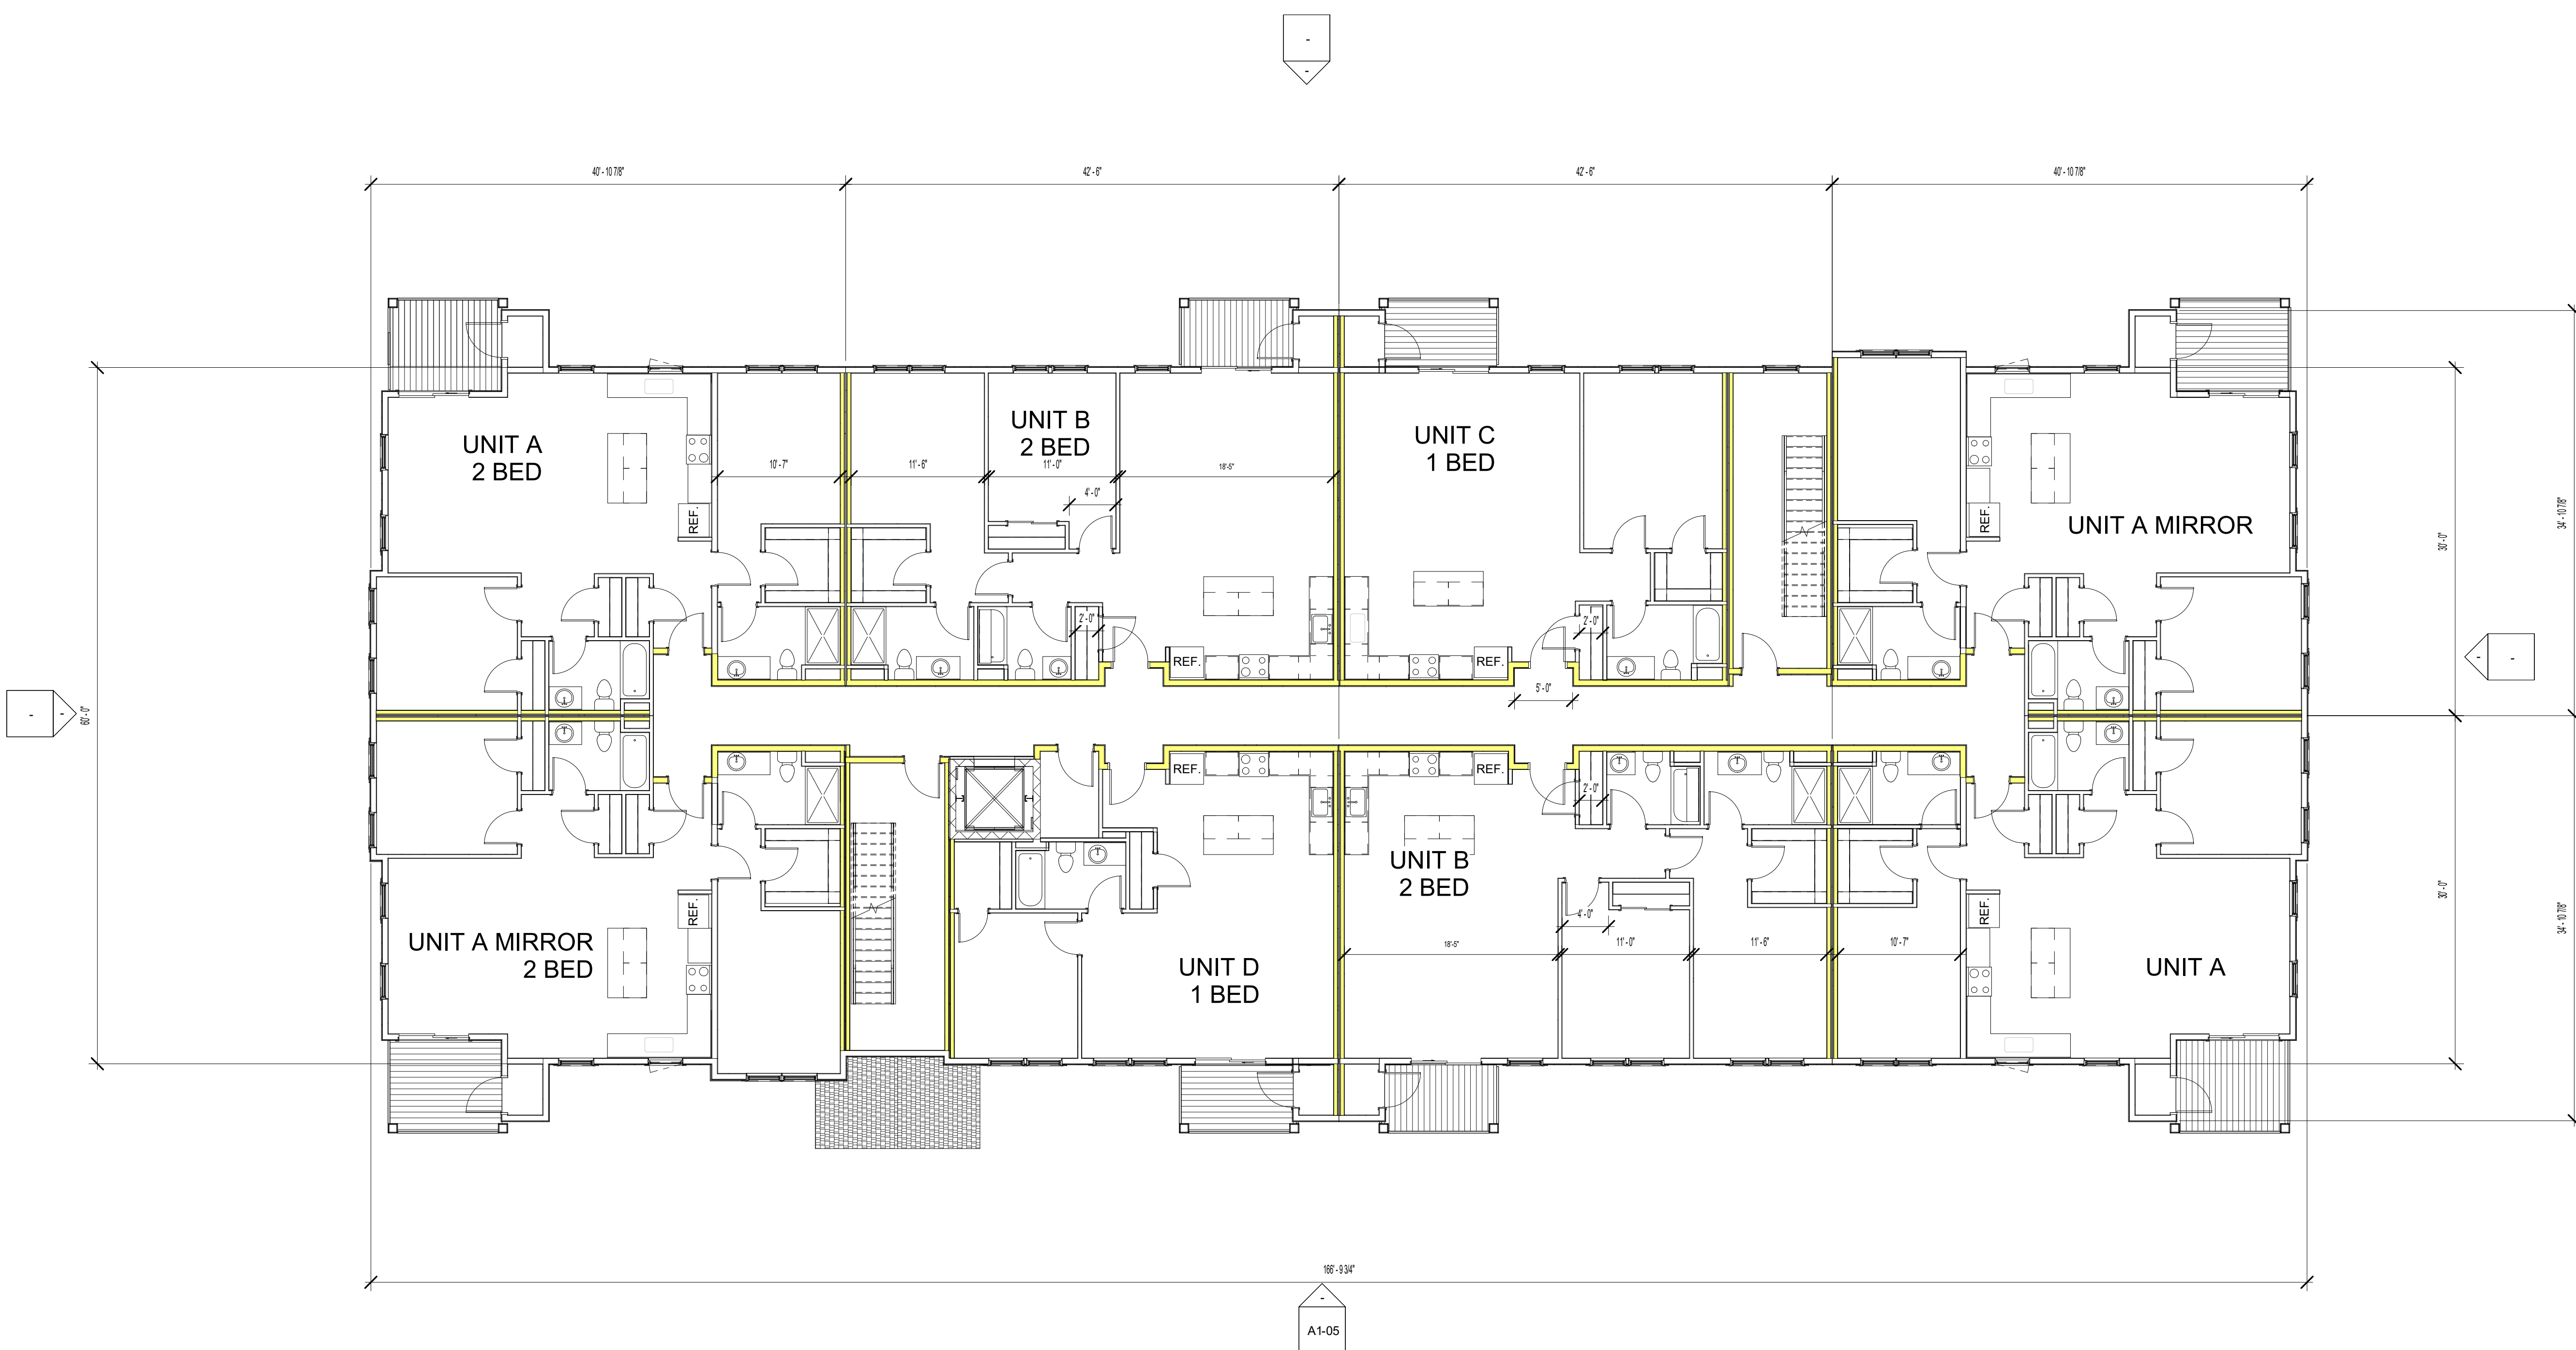 -
-
40' - 10 7/8"
42' - 6"
42' - 6"
40' - 10 7/8"
UNIT A
2 BED
UNIT B
2 BED
UNIT C
1 BED
UNIT A MIRROR
10' - 7"
11' - 6"
11' - 0"
18'-5"
4' - 0"
REF.
REF.
30' - 0"
34' - 10 7/8"
2' - 0"
2' - 0"
REF.
REF.
5' - 0"
-
-
60' - 0"
-
-
REF.
REF.
2' - 0"
UNIT B
2 BED
REF.
REF.
4' - 0"
18'-5"
11' - 0"
11' - 6"
10' - 7"
30' - 0"
34' - 10 7/8"
UNIT A MIRROR
2 BED
UNIT D
1 BED
UNIT A
166' - 9 3/4"
-
A1-05